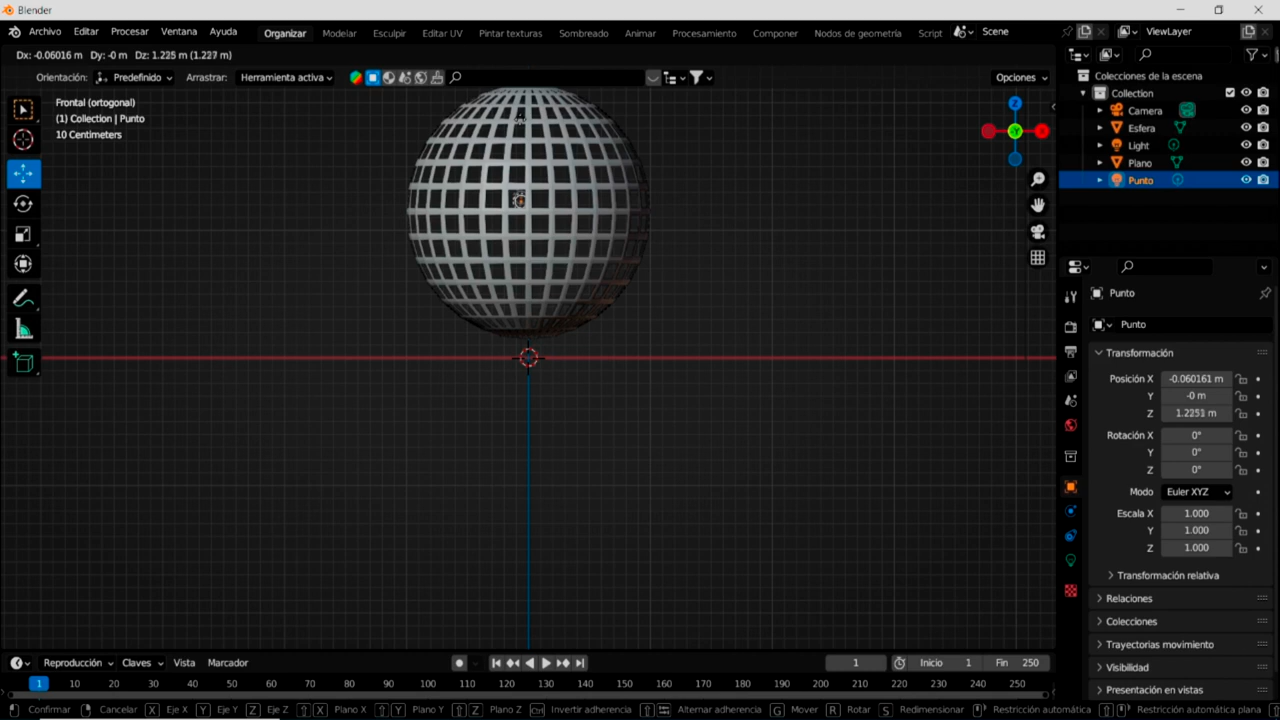 Blender
Archivo Editar Procesar Ventana Ayuda Organizar Modelar Esculpir Editar UV Pintar texturas Sombreado Animar Procesamiento Componer Nodos de geometría Script Scene ViewLayer
Dx: -0.06016 m Dy: -0 m Dz: 1.225 m (1.227 m)
Orientación: Predefinido Arrastrar: Herramienta activa Opciones
Frontal (ortogonal)
(1) Collection | Punto
10 Centimeters
Z
-Y
X
Colecciones de la escena
Collection
Camera
Esfera
Light
Plano
Punto
Punto
Punto
Transformación
Posición X -0.060161 m
Y -0 m
Z 1.2251 m
Rotación X 0°
Y 0°
Z 0°
Modo Euler XYZ
Escala X 1.000
Y 1.000
Z 1.000
Transformación relativa
Relaciones
Colecciones
Trayectorias movimiento
Visibilidad
Presentación en vistas
Reproducción Claves Vista Marcador 1 Inicio 1 Fin 250
1 10 20 30 40 50 60 70 80 90 100 110 120 130 140 150 160 170 180 190 200 210 220 230 240 250
Confirmar Cancelar X Eje X Y Eje Y Z Eje Z X Plano X Y Plano Y Z Plano Z Ctrl Invertir adherencia Alternar adherencia G Mover R Rotar S Redimensionar Restricción automática Restricción automática plana